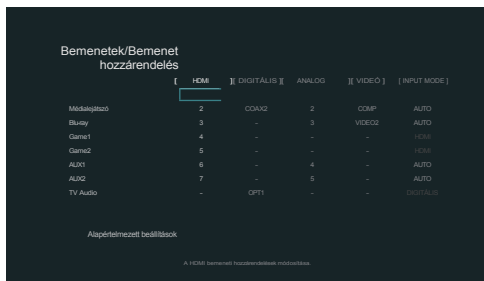 Bemenetek/Bemenet
hozzárendelés
[ HDMI ][ DIGITÁLIS ][ ANALOG ][ VIDEÓ ] [ INPUT MODE ]
Médialejátszó 2 COAX2 2 COMP AUTO
Blu-ray 3 - 3 VIDEO2 AUTO
Game1 4 - - - HDMI
Game2 5 - - - HDMI
AUX1 6 - 4 - AUTO
AUX2 7 - 5 - AUTO
TV Audio - OPT1 - - DIGITÁLIS
Alapértelmezett beállítások
A HDMI bemeneti hozzárendelések módosítása.